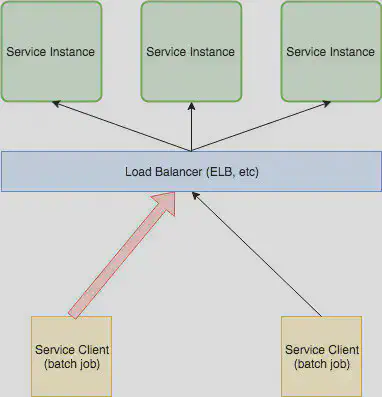 Service Instance
Service Instance
Service Instance
Load Balancer (ELB, etc)
Service Client
(batch job)
Service Client
(batch job)